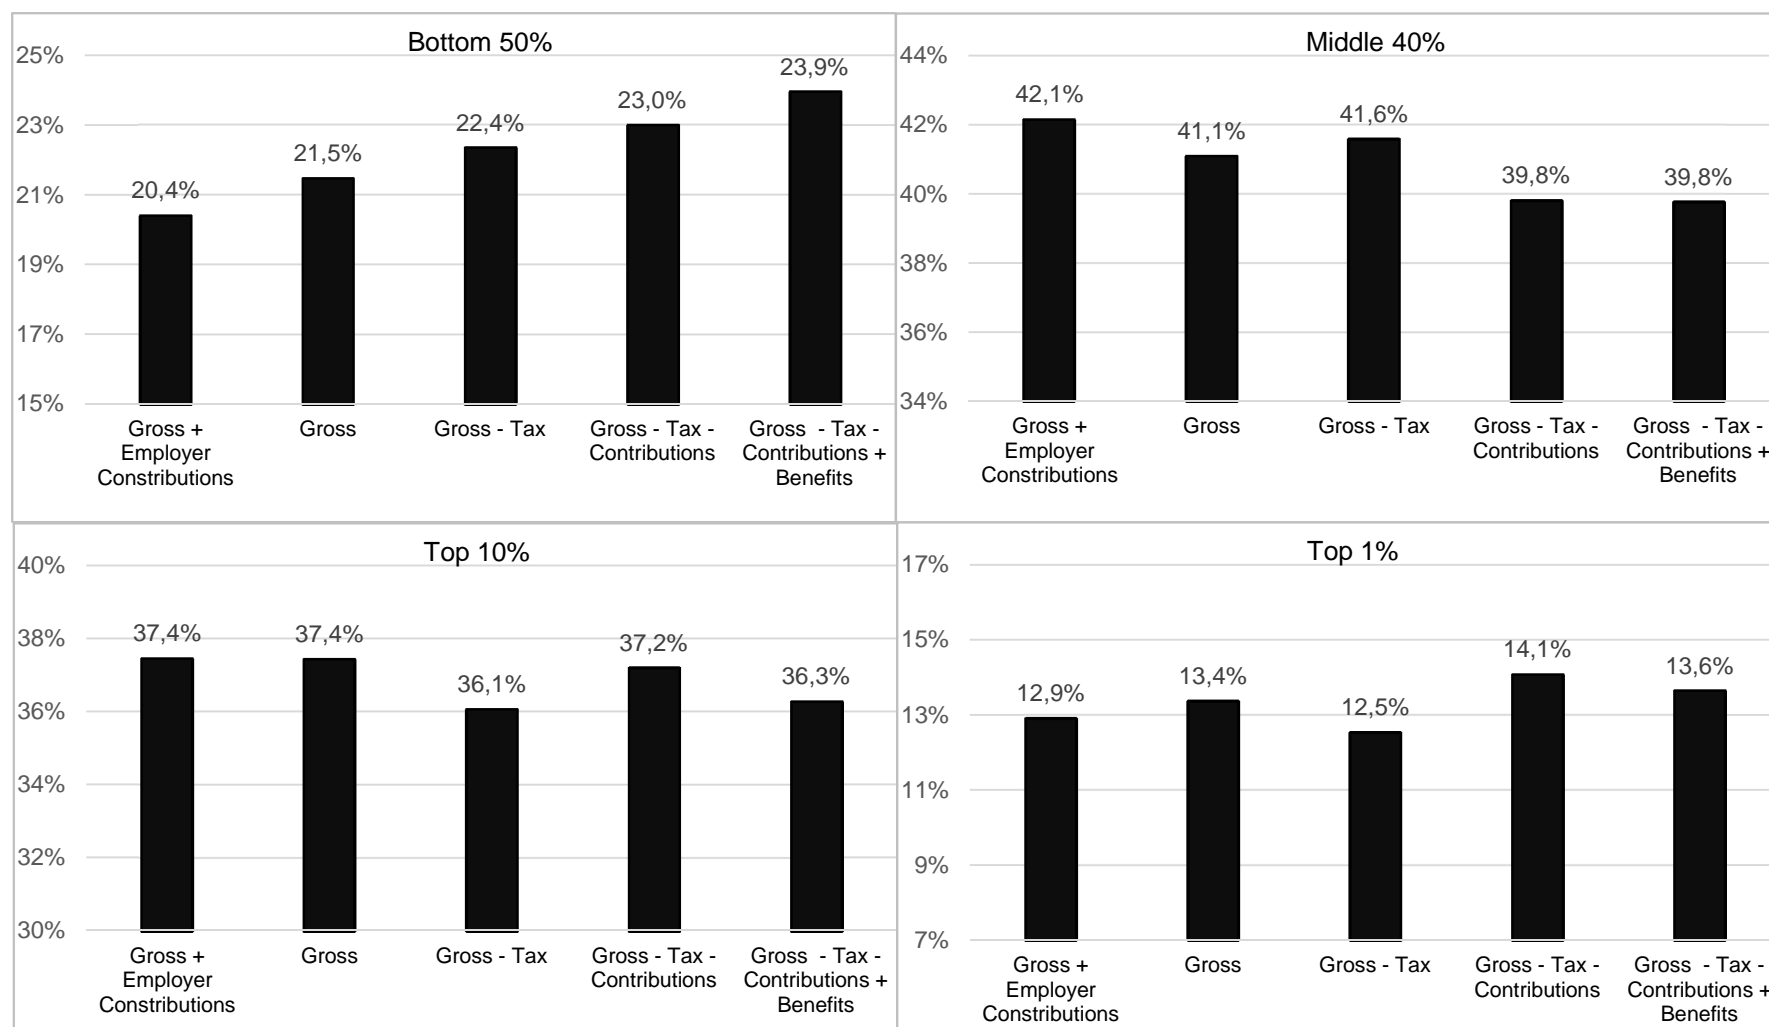 Bottom 50%
25%
23%
21%
19%
17%
15%
20,4%
21,5%
22,4%
23,0%
23,9%
Gross +
Employer
Constributions
Gross
Gross - Tax
Gross - Tax -
Contributions
Gross - Tax -
Contributions +
Benefits
Middle 40%
44%
42%
40%
38%
36%
34%
42,1%
41,1%
41,6%
39,8%
39,8%
Gross +
Employer
Constributions
Gross
Gross - Tax
Gross - Tax -
Contributions
Gross - Tax -
Contributions +
Benefits
Top 10%
40%
38%
36%
34%
32%
30%
37,4%
37,4%
36,1%
37,2%
36,3%
Gross +
Employer
Constributions
Gross
Gross - Tax
Gross - Tax -
Contributions
Gross - Tax -
Contributions +
Benefits
Top 1%
17%
15%
13%
11%
9%
7%
12,9%
13,4%
12,5%
14,1%
13,6%
Gross +
Employer
Constributions
Gross
Gross - Tax
Gross - Tax -
Contributions
Gross - Tax -
Contributions +
Benefits